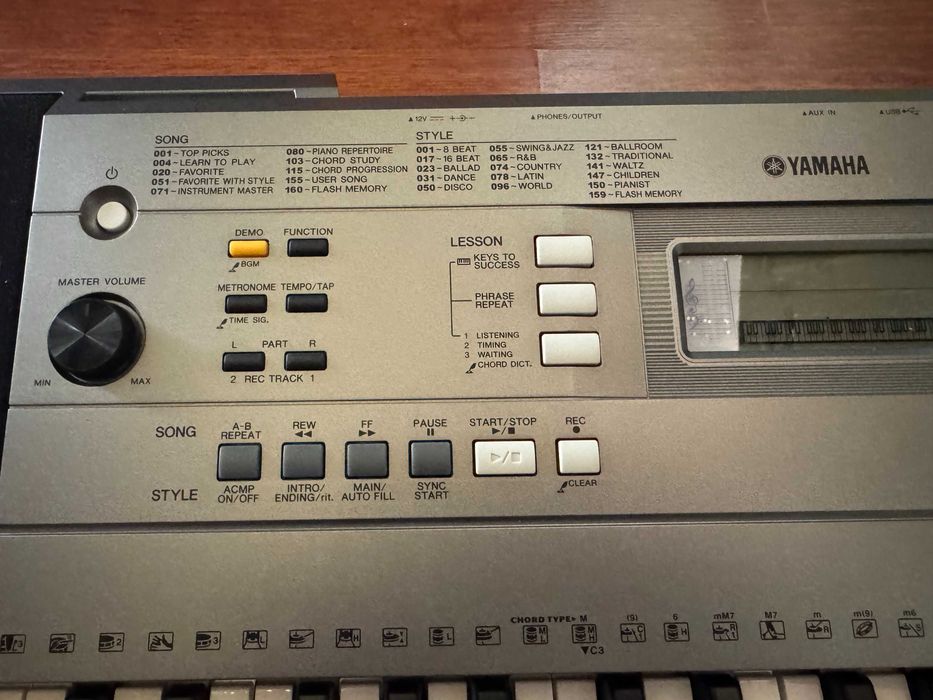 ▲12V
▲PHONES/OUTPUT
▲AUX IN
▲USB
SONG
001~TOP PICKS
004~LEARN TO PLAY
020~FAVORITE
051~FAVORITE WITH STYLE
071~INSTRUMENT MASTER
080~PIANO REPERTOIRE
103~CHORD STUDY
115~CHORD PROGRESSION
155~USER SONG
160~FLASH MEMORY
STYLE
001~8 BEAT
017~16 BEAT
023~BALLAD
031~DANCE
050~DISCO
055~SWING&JAZZ
065~R&B
074~COUNTRY
078~LATIN
096~WORLD
121~BALLROOM
132~TRADITIONAL
141~WALTZ
147~CHILDREN
150~PIANIST
159~FLASH MEMORY
YAMAHA
MASTER VOLUME
MIN
MAX
DEMO
BGM
FUNCTION
METRONOME
TIME SIG.
TEMPO/TAP
L PART R
2 REC TRACK 1
LESSON
KEYS TO
SUCCESS
PHRASE
REPEAT
1 LISTENING
2 TIMING
3 WAITING
CHORD DICT.
SONG
A-B
REPEAT
REW
◀◀
FF
▶▶
PAUSE
START/STOP
▶/■
REC
●
▷/□
STYLE
ACMP
ON/OFF
INTRO/
ENDING/rit.
MAIN/
AUTO FILL
SYNC
START
CLEAR
CHORD TYPE▶ M
(9)
6
mM7
M7
m
m(9)
m6
▼C3